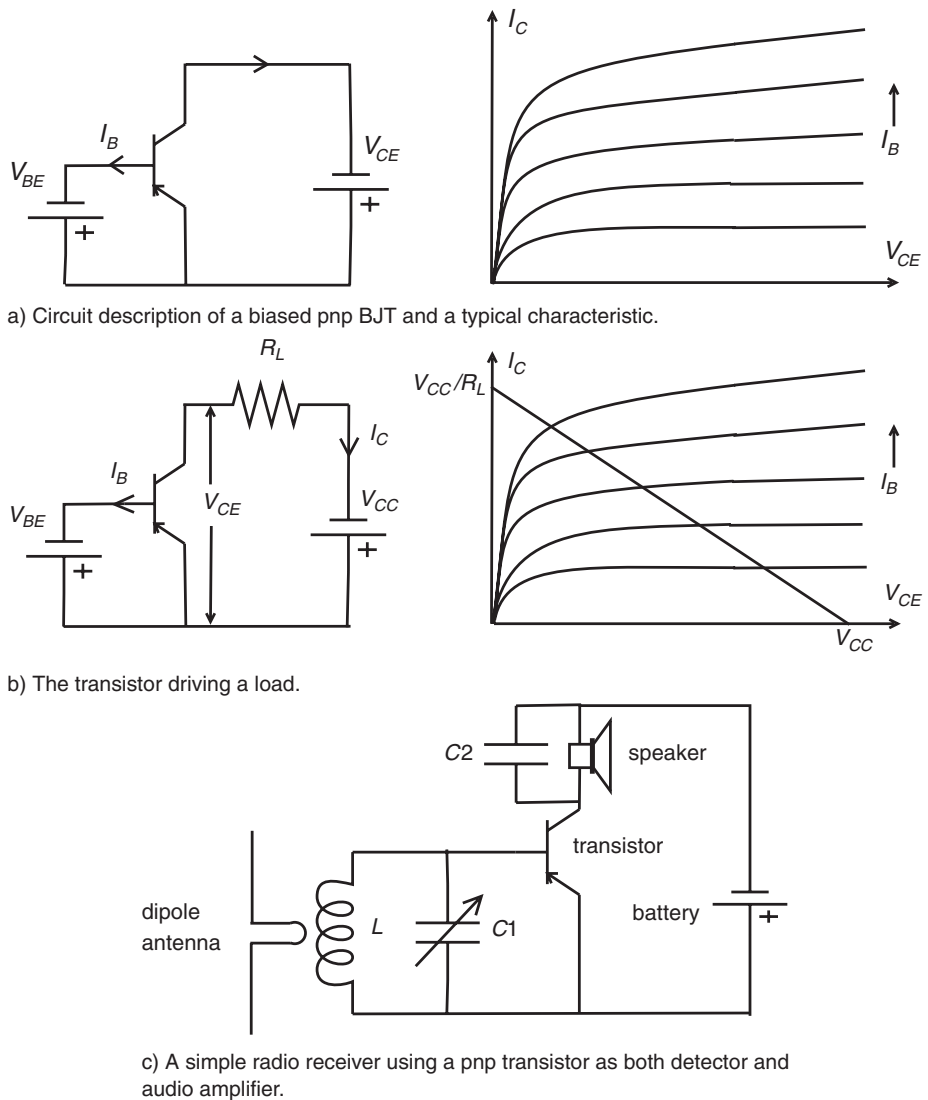 I_C
I_B
V_BE
V_CE
+
+
I_B
V_CE
a) Circuit description of a biased pnp BJT and a typical characteristic.
R_L
I_C
V_CC/R_L
I_C
I_B
V_CE
V_CC
V_BE
+
+
I_B
V_CE
V_CC
b) The transistor driving a load.
C2
speaker
transistor
dipole
antenna
L
C1
battery
+
c) A simple radio receiver using a pnp transistor as both detector and
audio amplifier.